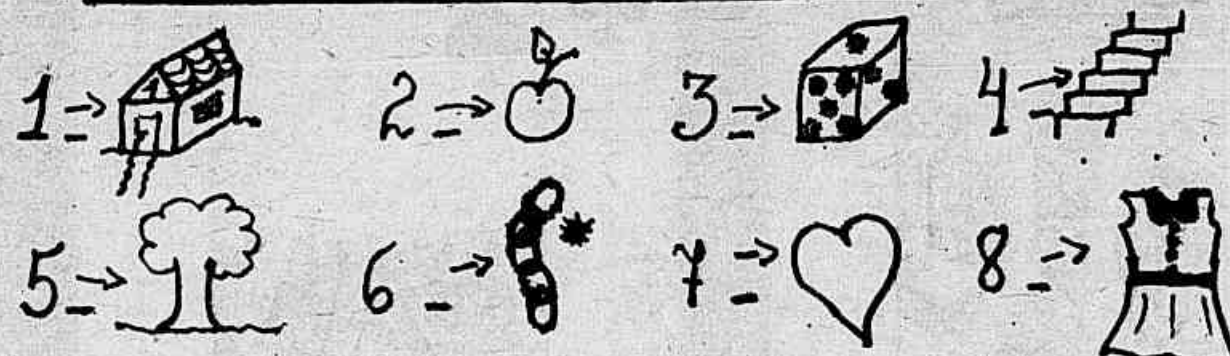 1 → 2 → 3 → 4 →
5 → 6 → 7 → 8 →